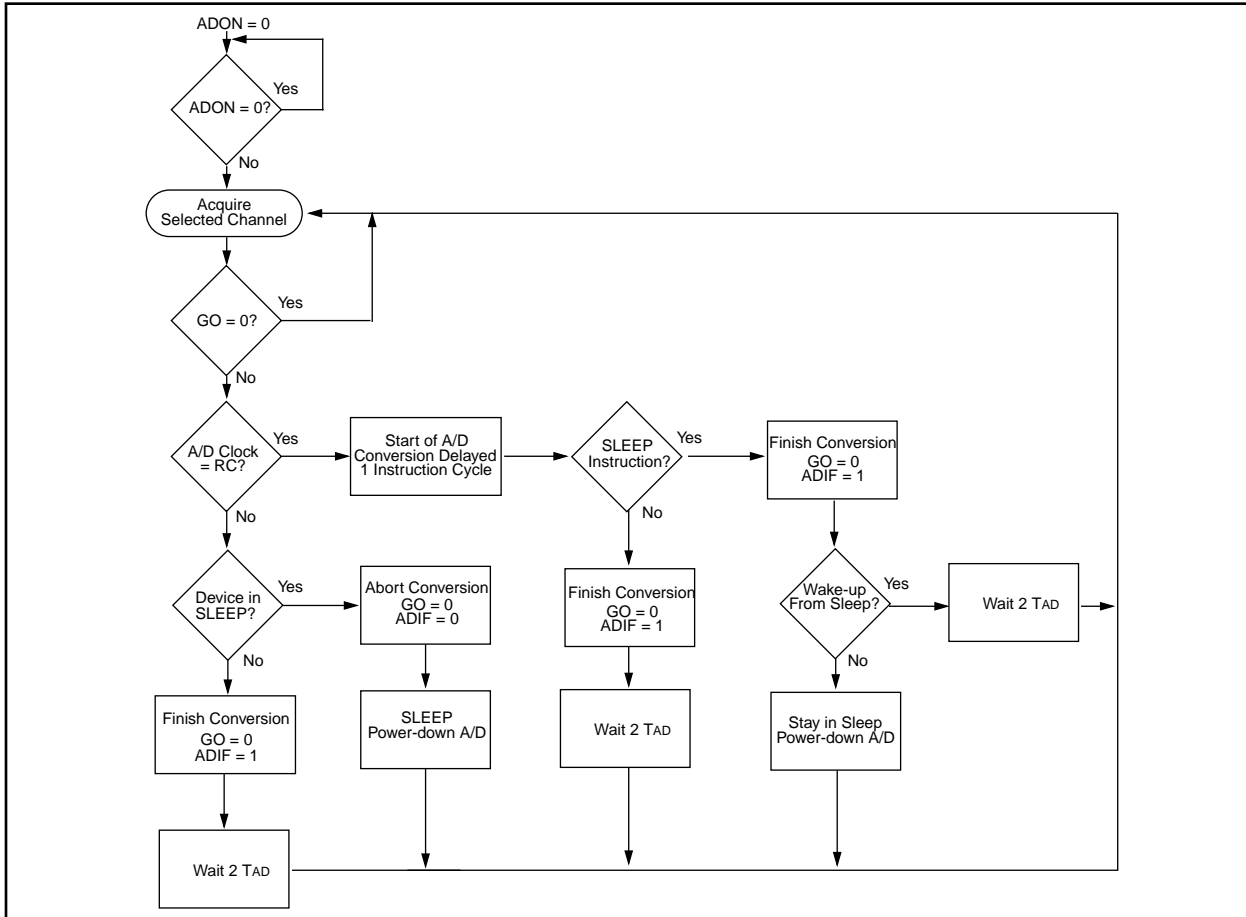 ADON = 0
Yes
ADON = 0?
No
Acquire
Selected Channel
Yes
GO = 0?
No
A/D Clock
= RC?
Yes
Start of A/D
Conversion Delayed
1 Instruction Cycle
SLEEP
Instruction?
Yes
Finish Conversion
GO = 0
ADIF = 1
No
No
Device in
SLEEP?
Yes
Abort Conversion
GO = 0
ADIF = 0
Finish Conversion
GO = 0
ADIF = 1
Wake-up
From Sleep?
Yes
Wait 2 TAD
No
No
Finish Conversion
GO = 0
ADIF = 1
SLEEP
Power-down A/D
Wait 2 TAD
Stay in Sleep
Power-down A/D
Wait 2 TAD